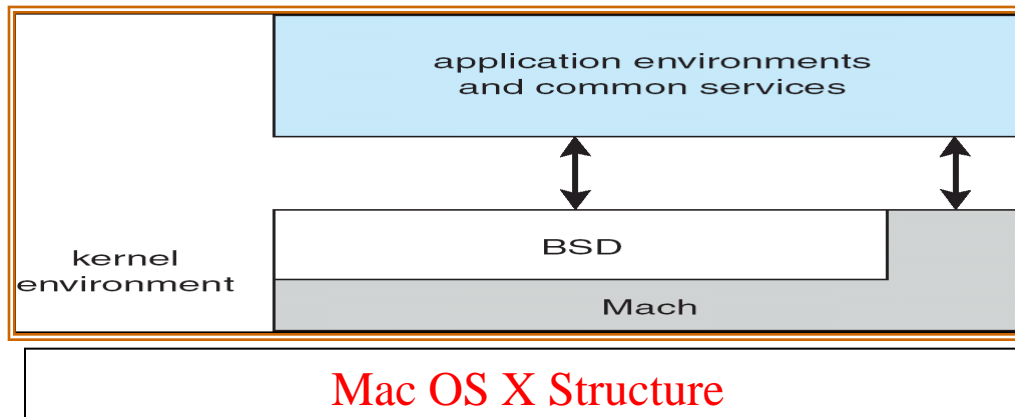 application environments
and common services
BSD
kernel
environment
Mach
Mac OS X Structure